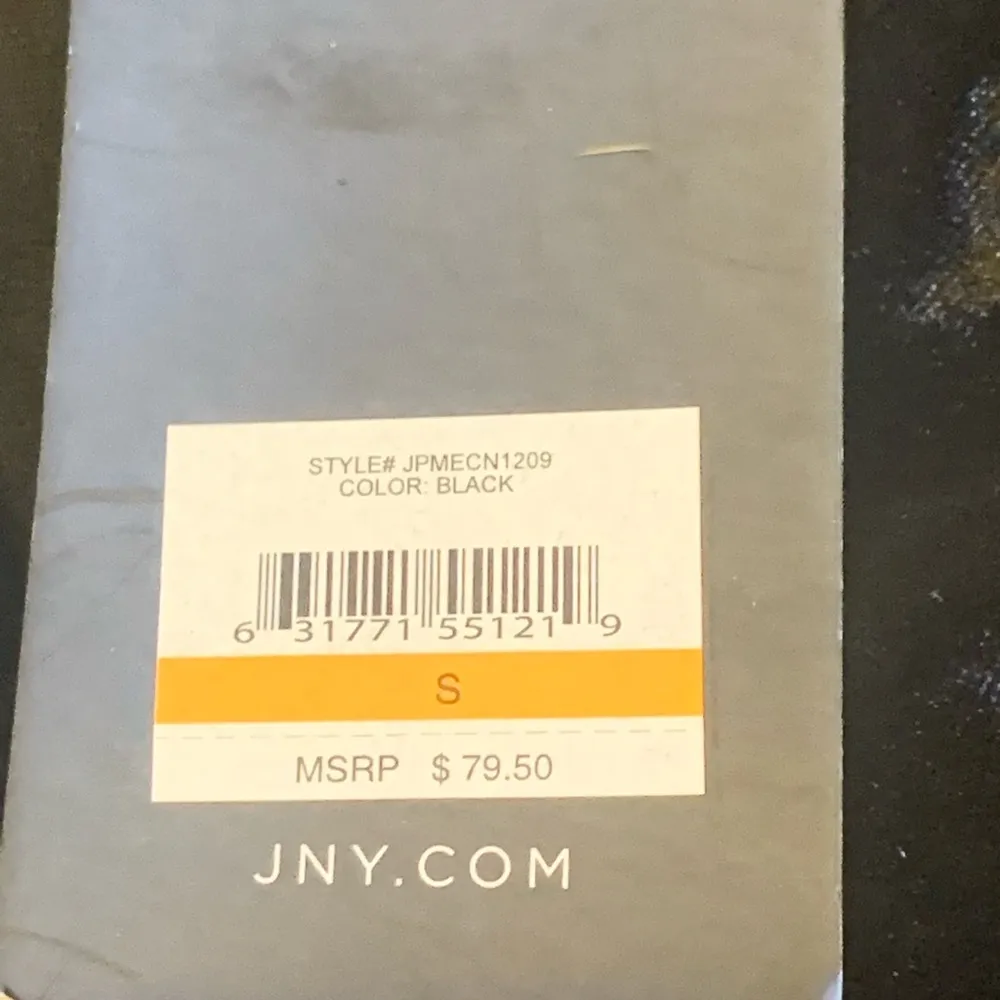 STYLE# JPMECN1209
COLOR: BLACK
6 31771 55121 9
S
MSRP $ 79.50
JNY.COM